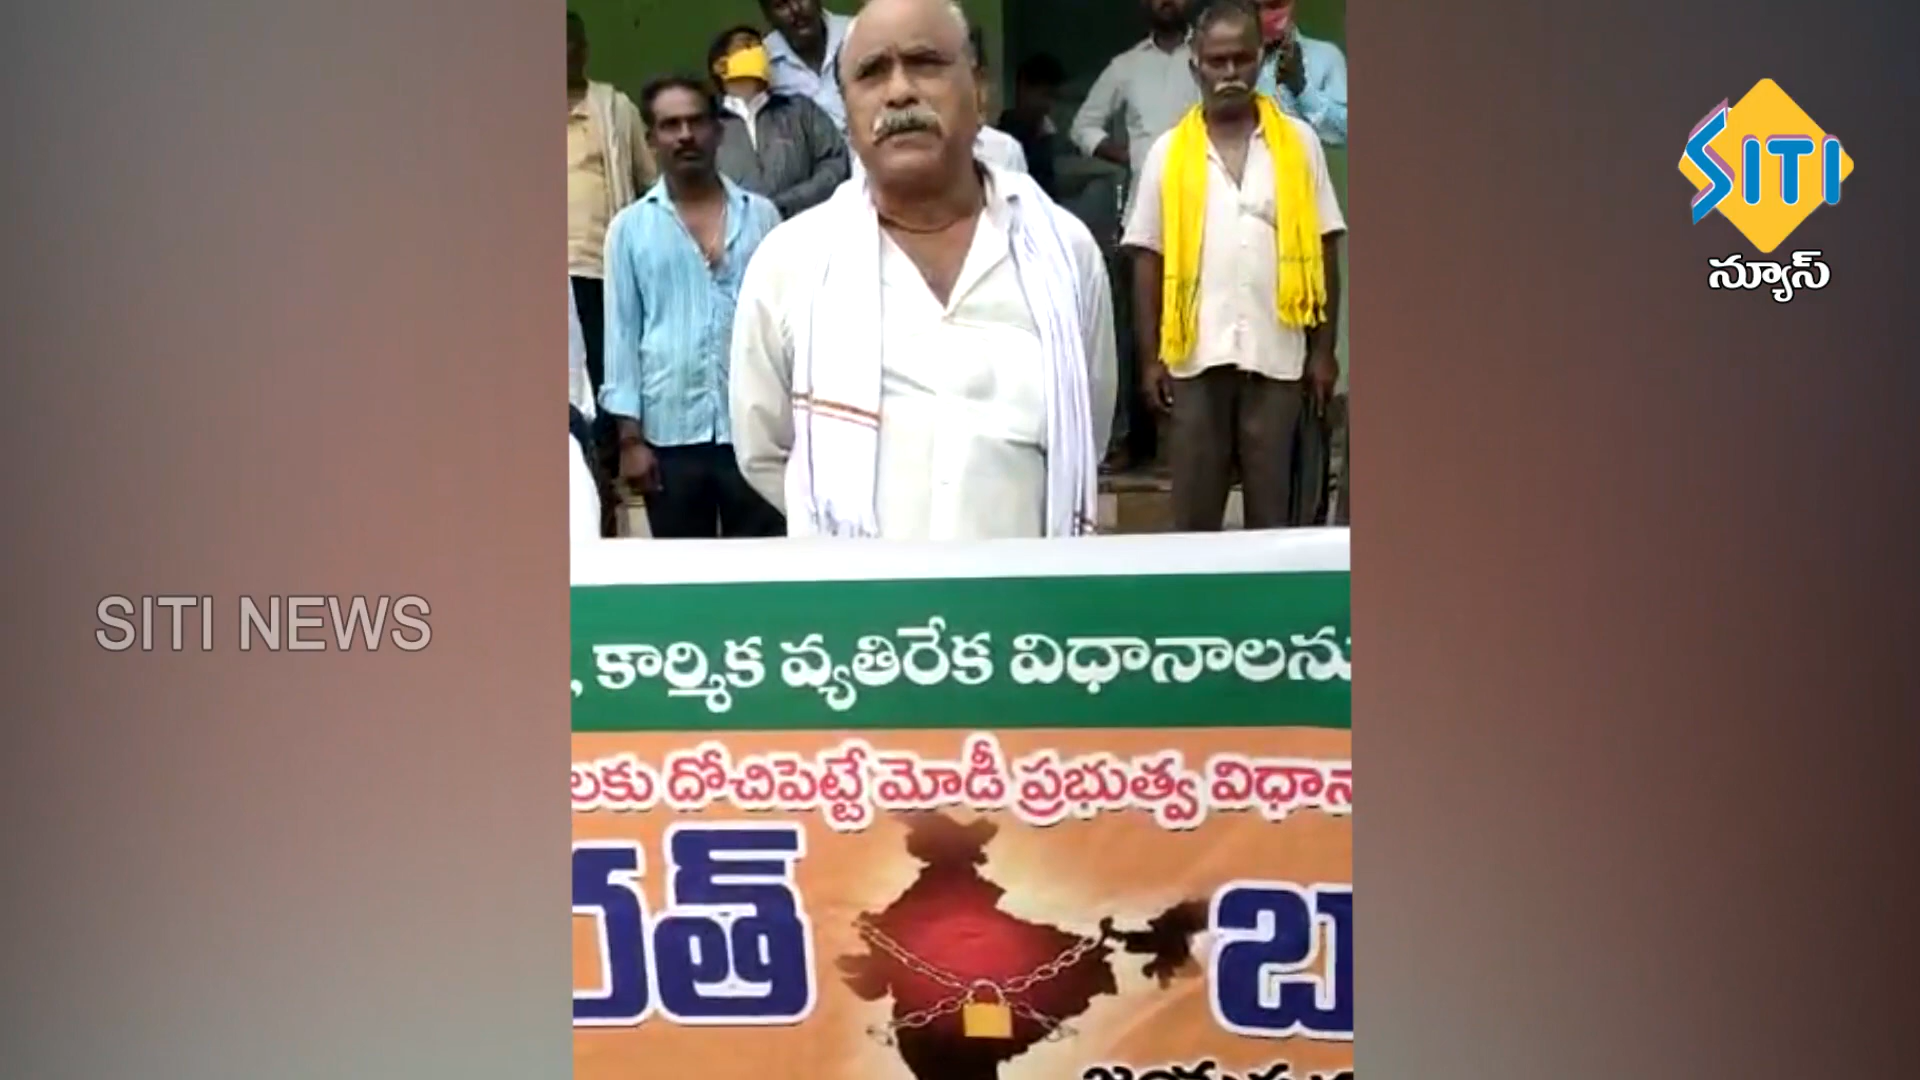 SITI
న్యూస్
SITI NEWS
, కార్మిక వ్యతిరేక విధానాలను
లకు దోచిపెట్టే మోడీ ప్రభుత్వ విధానా
రత్ బ